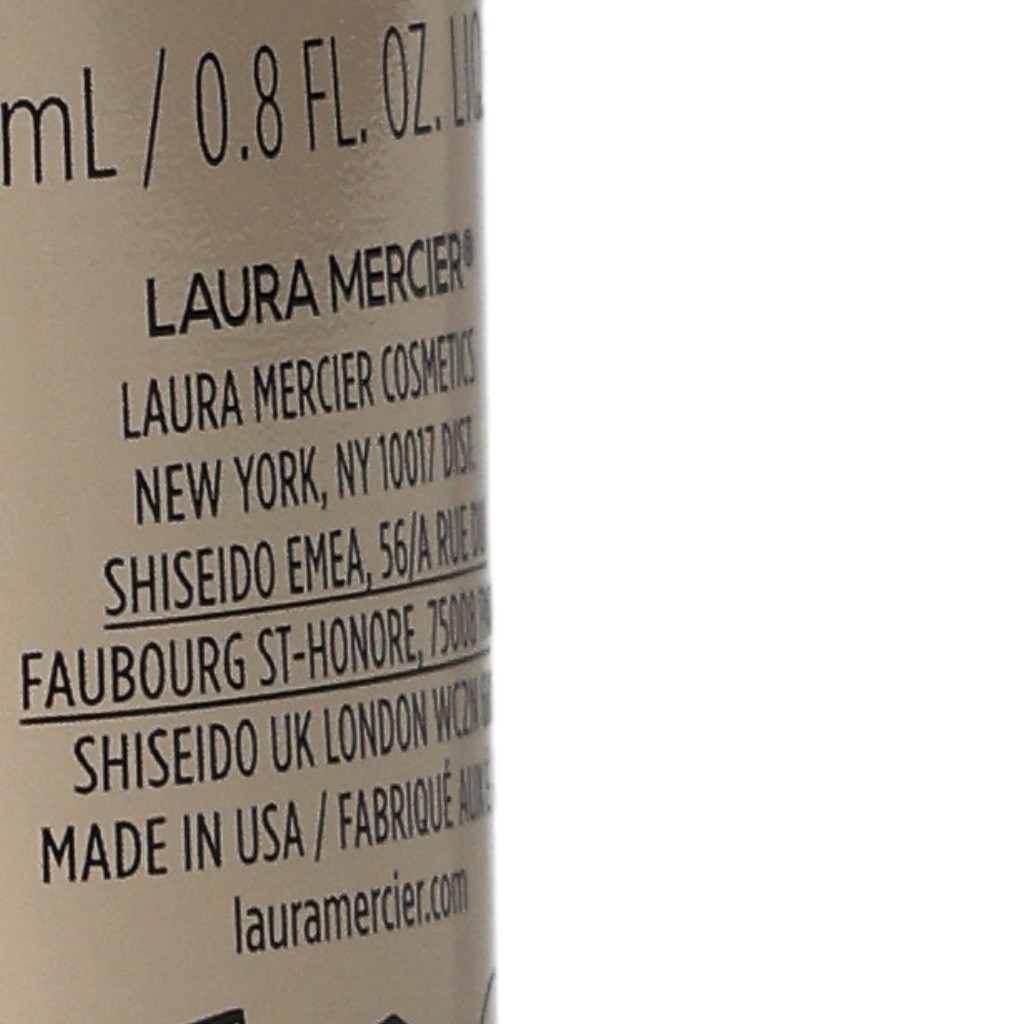 mL / 0.8 FL. OZ.
LAURA MERCIER®
LAURA MERCIER COSMETICS
NEW YORK, NY 10017 DIST.
SHISEIDO EMEA, 56/A RUE
FAUBOURG ST-HONORE, 75008
SHISEIDO UK LONDON WC2N
MADE IN USA / FABRIQUÉ AUX
lauramercier.com